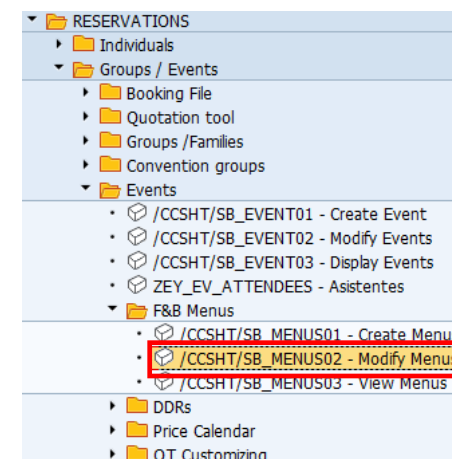 RESERVATIONS
Individuals
Groups / Events
Booking File
Quotation tool
Groups /Families
Convention groups
Events
/CCSHT/SB_EVENT01 - Create Event
/CCSHT/SB_EVENT02 - Modify Events
/CCSHT/SB_EVENT03 - Display Events
ZEY_EV_ATTENDEES - Asistentes
F&B Menus
/CCSHT/SB_MENUS01 - Create Menu
/CCSHT/SB_MENUS02 - Modify Menus
/CCSHT/SB_MENUS03 - View Menus
DDRs
Price Calendar
QT Customizing